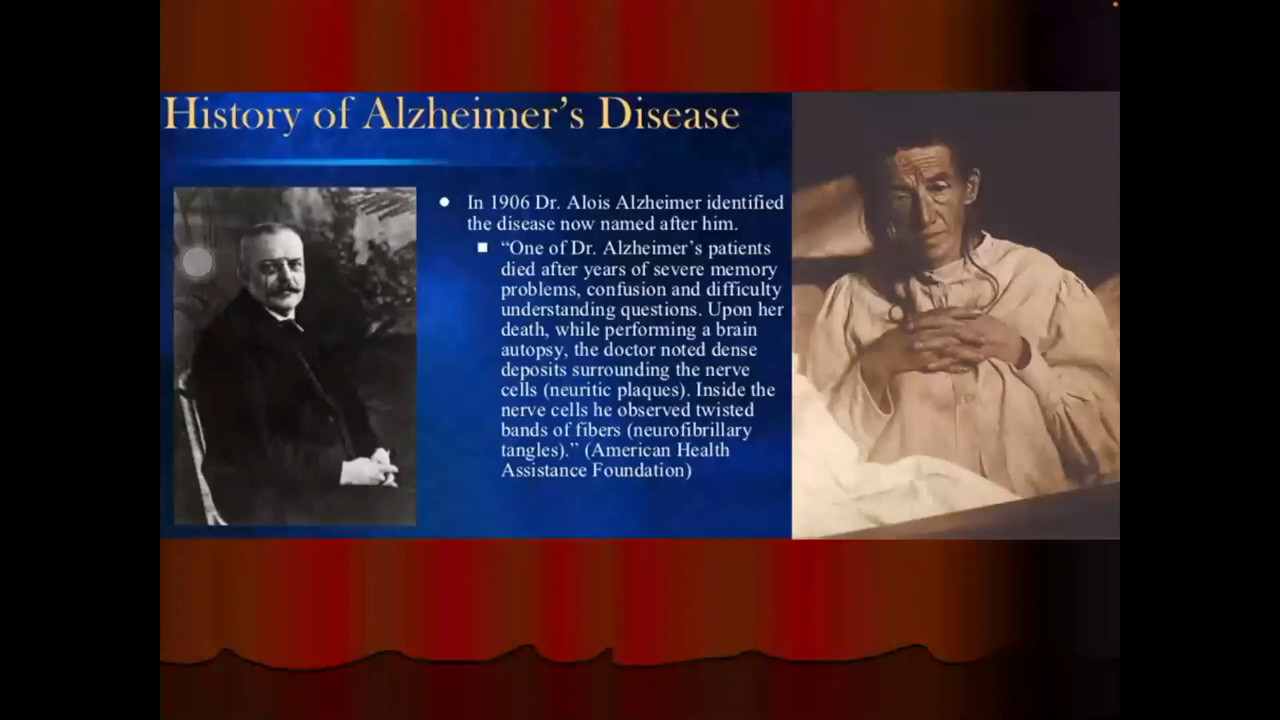 History of Alzheimer’s Disease
In 1906 Dr. Alois Alzheimer identified
the disease now named after him.
“One of Dr. Alzheimer’s patients
died after years of severe memory
problems, confusion and difficulty
understanding questions. Upon her
death, while performing a brain
autopsy, the doctor noted dense
deposits surrounding the nerve
cells (neuritic plaques). Inside the
nerve cells he observed twisted
bands of fibers (neurofibrillary
tangles).” (American Health
Assistance Foundation)